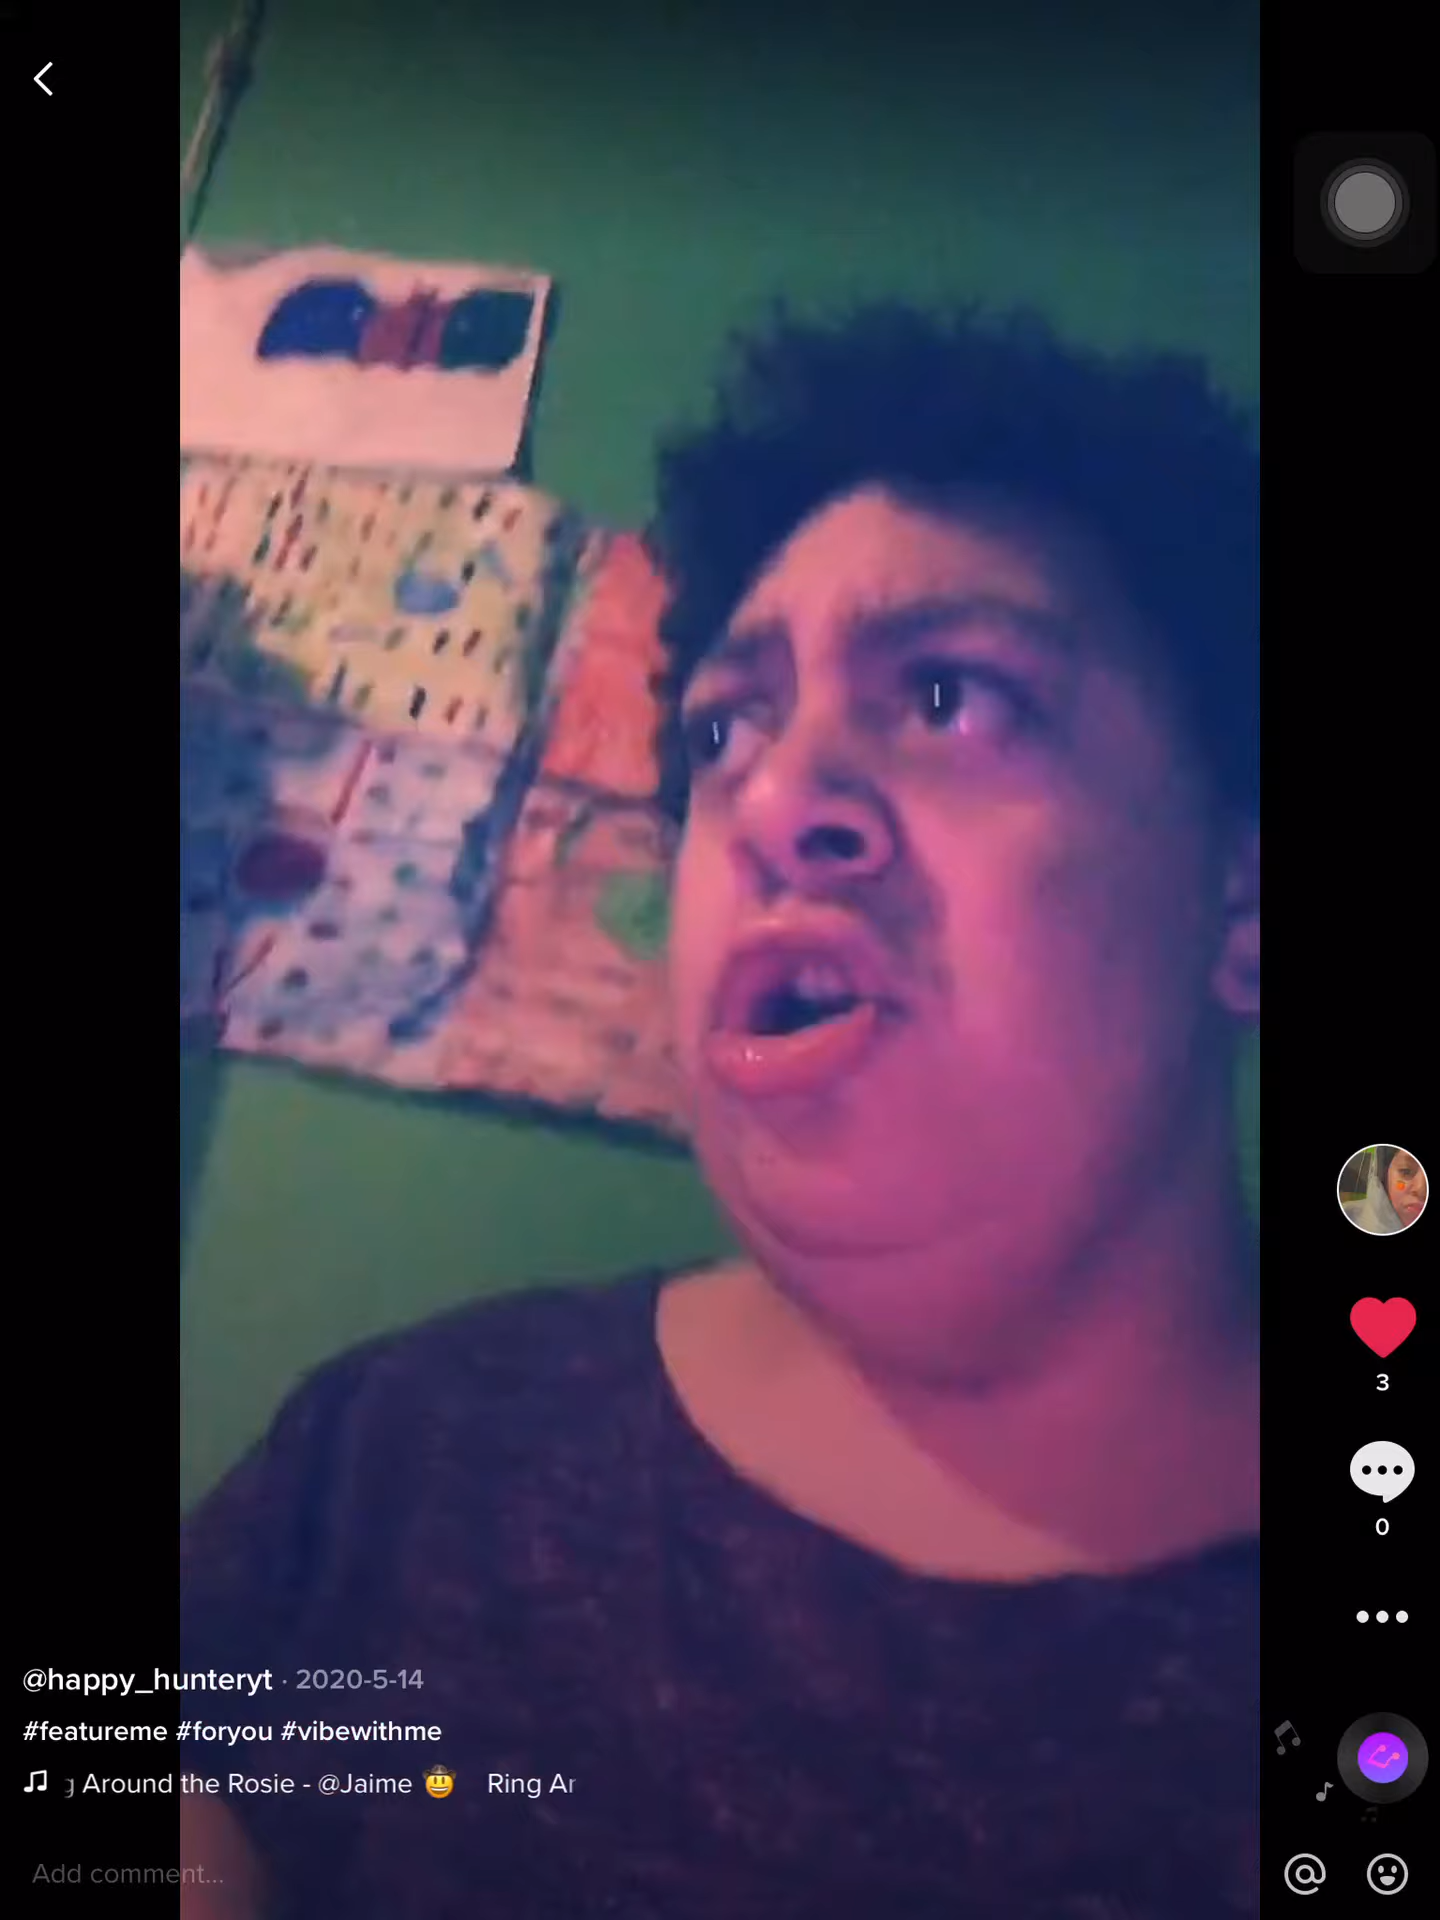 3
0
@happy_hunteryt · 2020-5-14
#featureme #foryou #vibewithme
g Around the Rosie - @Jaime 🤠 Ring Ar
Add comment...